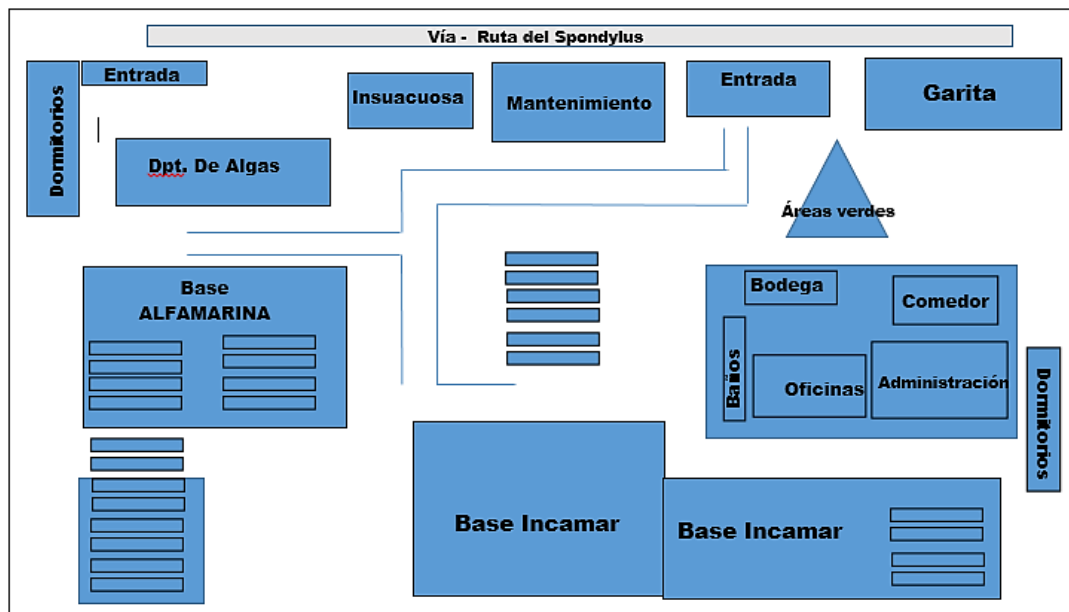 Vía - Ruta del Spondylus
Entrada
Dormitorios
Insuacuosa
Mantenimiento
Entrada
Garita
Dpt. De Algas
Áreas verdes
Base
ALFAMARINA
Bodega
Comedor
Baños
Oficinas
Administración
Dormitorios
Base Incamar
Base Incamar